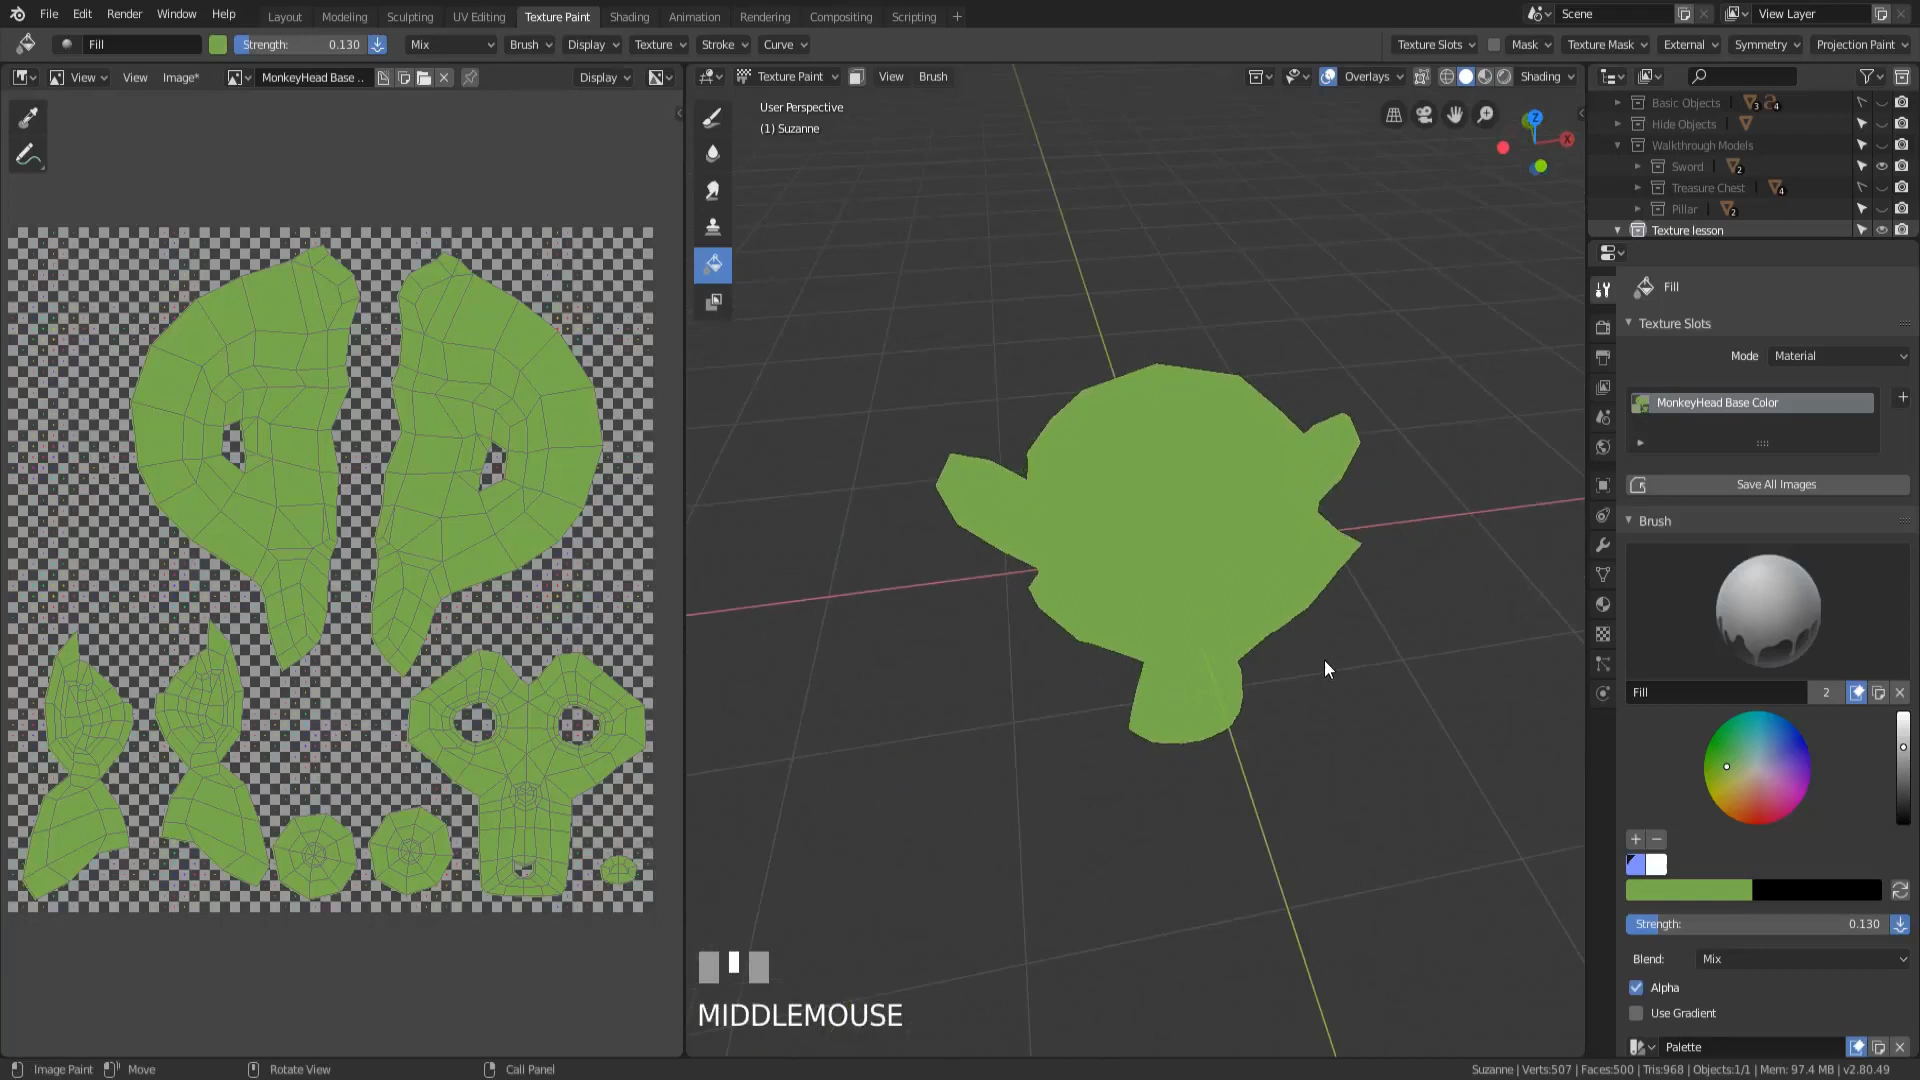 File Edit Render Window Help Layout Modeling Sculpting UV Editing Texture Paint Shading Animation Rendering Compositing Scripting + Scene View Layer
Fill Strength: 0.130 Mix Brush Display Texture Stroke Curve Texture Slots Mask Texture Mask External Symmetry Projection Paint
View View Image* MonkeyHead Base .. Display Texture Paint View Brush Overlays Shading
User Perspective
(1) Suzanne
Z
X
Basic Objects 3 4
Hide Objects
Walkthrough Models
Sword 2
Treasure Chest 4
Pillar 2
Texture lesson
Fill
Texture Slots
Mode Material
MonkeyHead Base Color
Save All Images
Brush
Fill 2
Strength: 0.130
Blend: Mix
Alpha
Use Gradient
Palette
MIDDLEMOUSE
Image Paint Move Rotate View Call Panel Suzanne | Verts:507 | Faces:500 | Tris:968 | Objects:1/1 | Mem: 97.4 MB | v2.80.49